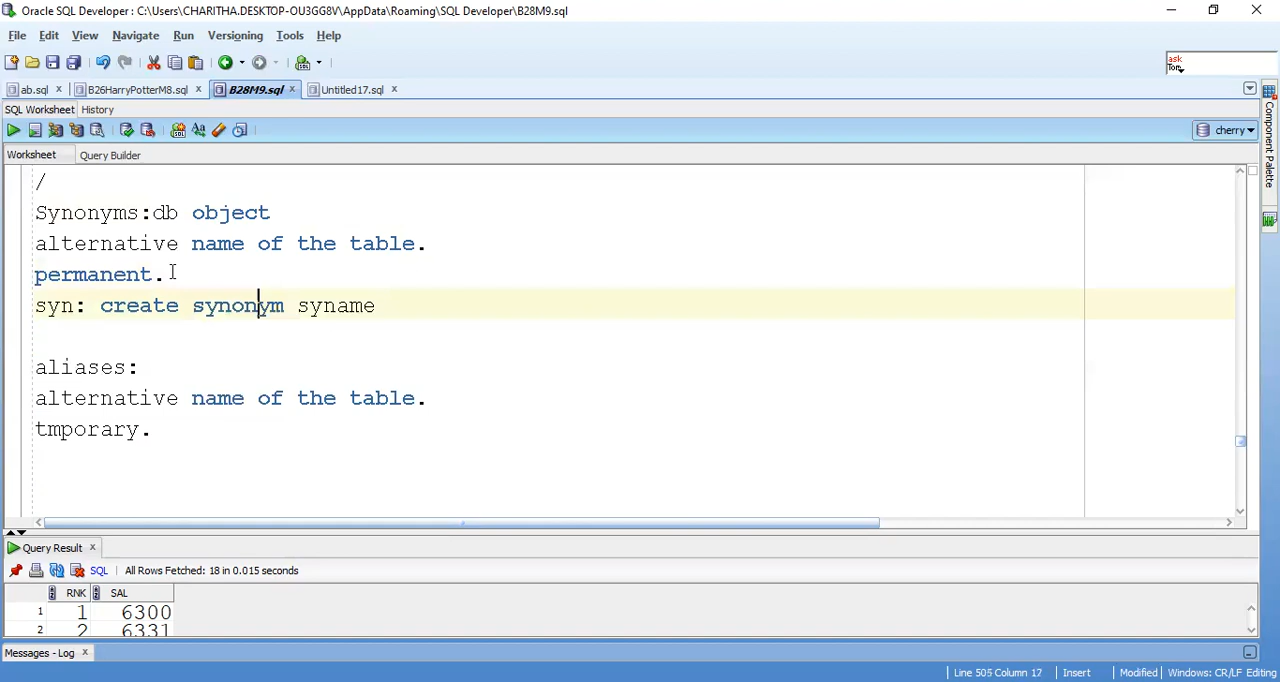 Oracle SQL Developer : C:\Users\CHARITHA.DESKTOP-OU3GG8V\AppData\Roaming\SQL Developer\B28M9.sql
File Edit View Navigate Run Versioning Tools Help
ask
Tom
ab.sql B26HarryPotterM8.sql B28M9.sql Untitled17.sql
SQL Worksheet History
cherry
Worksheet Query Builder
/
Synonyms:db object
alternative name of the table.
permanent.
syn: create synonym syname
aliases:
alternative name of the table.
tmporary.
Component Palette
Query Result
SQL All Rows Fetched: 18 in 0.015 seconds
RNK SAL
1 1 6300
2 2 6331
Messages - Log
Line 505 Column 17 Insert Modified Windows: CR/LF Editing